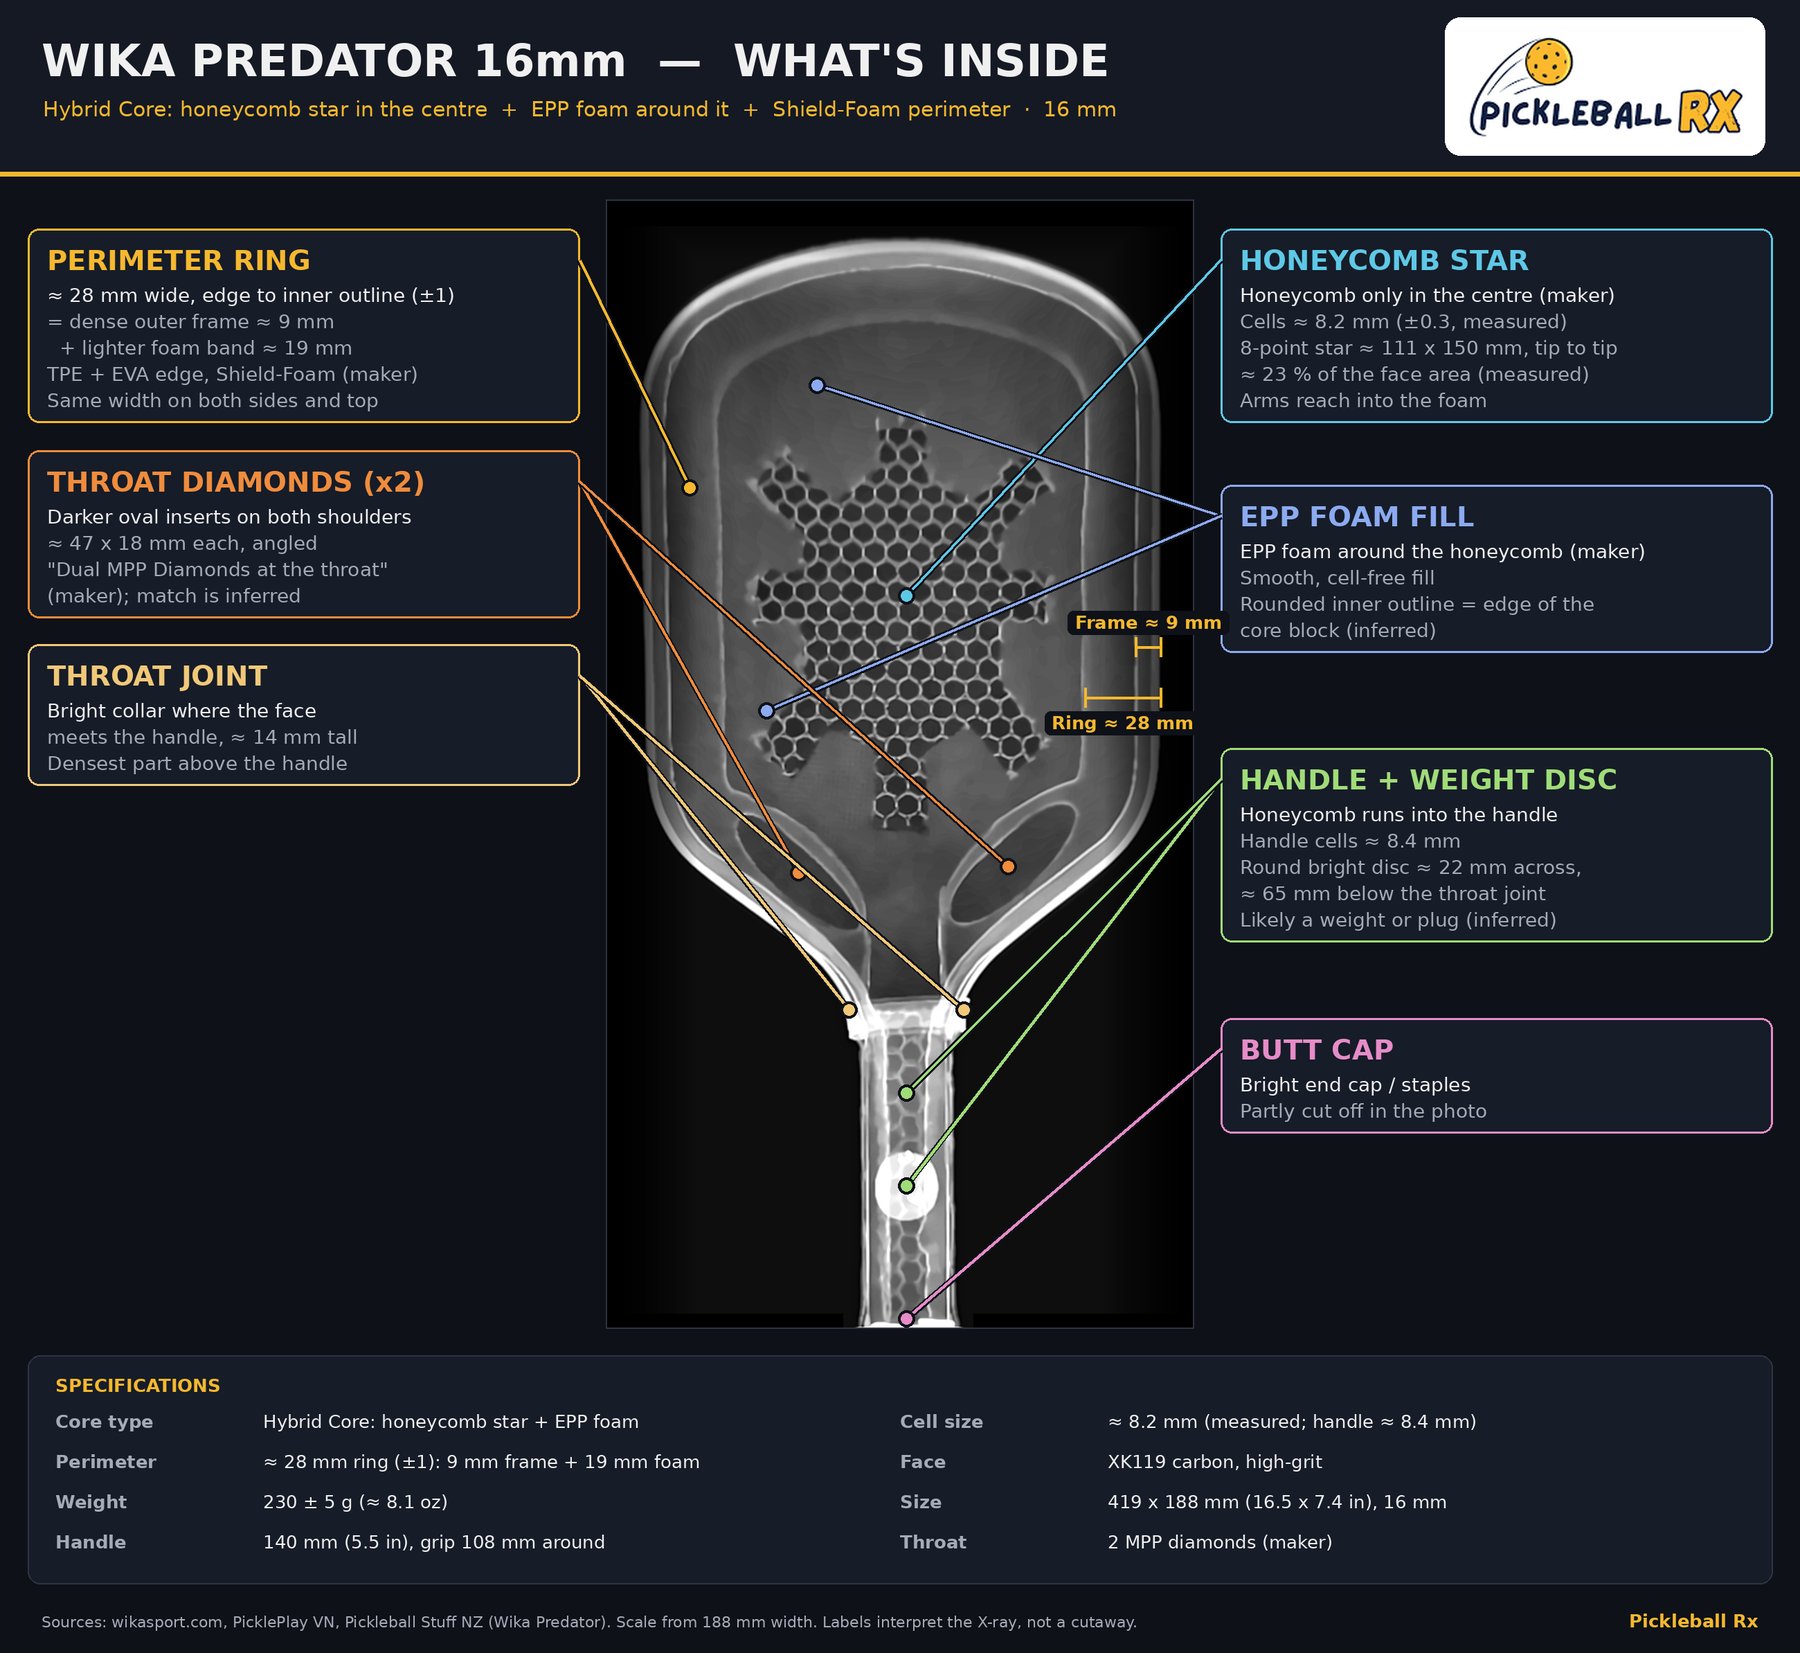 WIKA PREDATOR 16mm — WHAT'S INSIDE
Hybrid Core: honeycomb star in the centre + EPP foam around it + Shield-Foam perimeter · 16 mm
PICKLEBALL RX
PERIMETER RING
≈ 28 mm wide, edge to inner outline (±1)
= dense outer frame ≈ 9 mm
+ lighter foam band ≈ 19 mm
TPE + EVA edge, Shield-Foam (maker)
Same width on both sides and top
THROAT DIAMONDS (x2)
Darker oval inserts on both shoulders
≈ 47 x 18 mm each, angled
"Dual MPP Diamonds at the throat"
(maker); match is inferred
THROAT JOINT
Bright collar where the face
meets the handle, ≈ 14 mm tall
Densest part above the handle
Frame ≈ 9 mm
Ring ≈ 28 mm
HONEYCOMB STAR
Honeycomb only in the centre (maker)
Cells ≈ 8.2 mm (±0.3, measured)
8-point star ≈ 111 x 150 mm, tip to tip
≈ 23 % of the face area (measured)
Arms reach into the foam
EPP FOAM FILL
EPP foam around the honeycomb (maker)
Smooth, cell-free fill
Rounded inner outline = edge of the
core block (inferred)
HANDLE + WEIGHT DISC
Honeycomb runs into the handle
Handle cells ≈ 8.4 mm
Round bright disc ≈ 22 mm across,
≈ 65 mm below the throat joint
Likely a weight or plug (inferred)
BUTT CAP
Bright end cap / staples
Partly cut off in the photo
SPECIFICATIONS
Core type Hybrid Core: honeycomb star + EPP foam
Perimeter ≈ 28 mm ring (±1): 9 mm frame + 19 mm foam
Weight 230 ± 5 g (≈ 8.1 oz)
Handle 140 mm (5.5 in), grip 108 mm around
Cell size ≈ 8.2 mm (measured; handle ≈ 8.4 mm)
Face XK119 carbon, high-grit
Size 419 x 188 mm (16.5 x 7.4 in), 16 mm
Throat 2 MPP diamonds (maker)
Sources: wikasport.com, PicklePlay VN, Pickleball Stuff NZ (Wika Predator). Scale from 188 mm width. Labels interpret the X-ray, not a cutaway.
Pickleball Rx